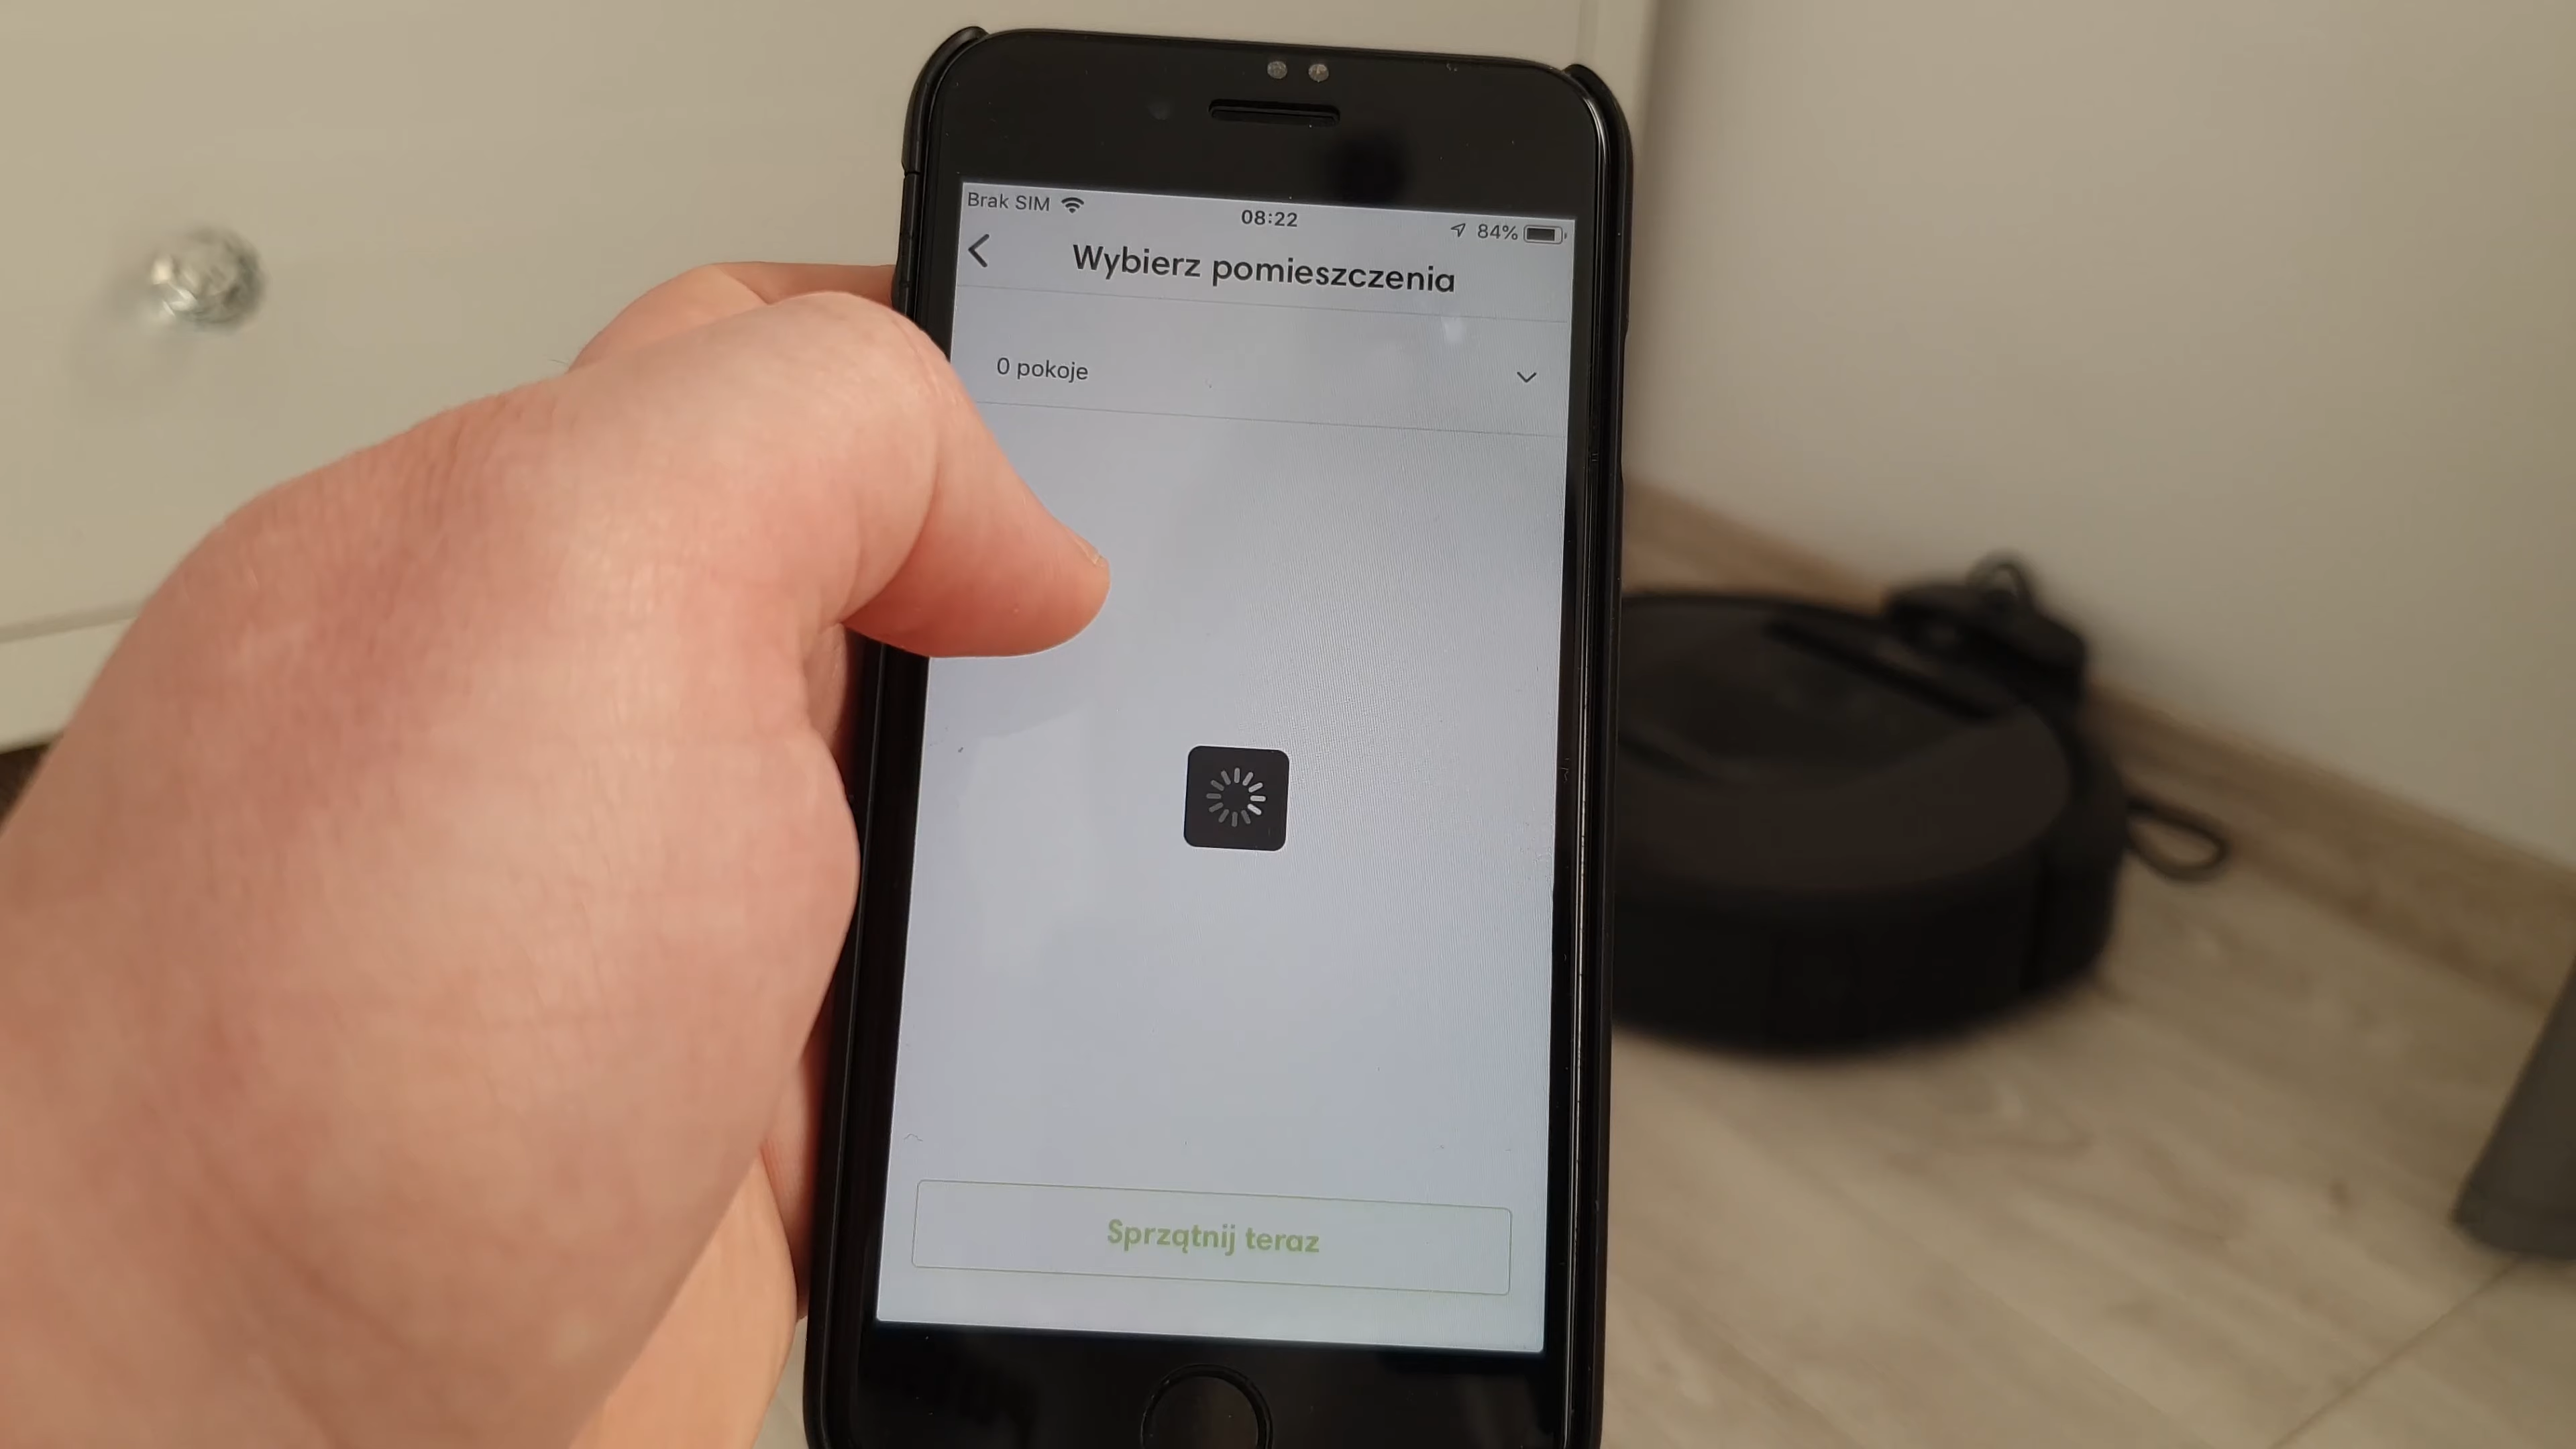 Brak SIM
08:22
84%
Wybierz pomieszczenia
0 pokoje
Sprzątnij teraz